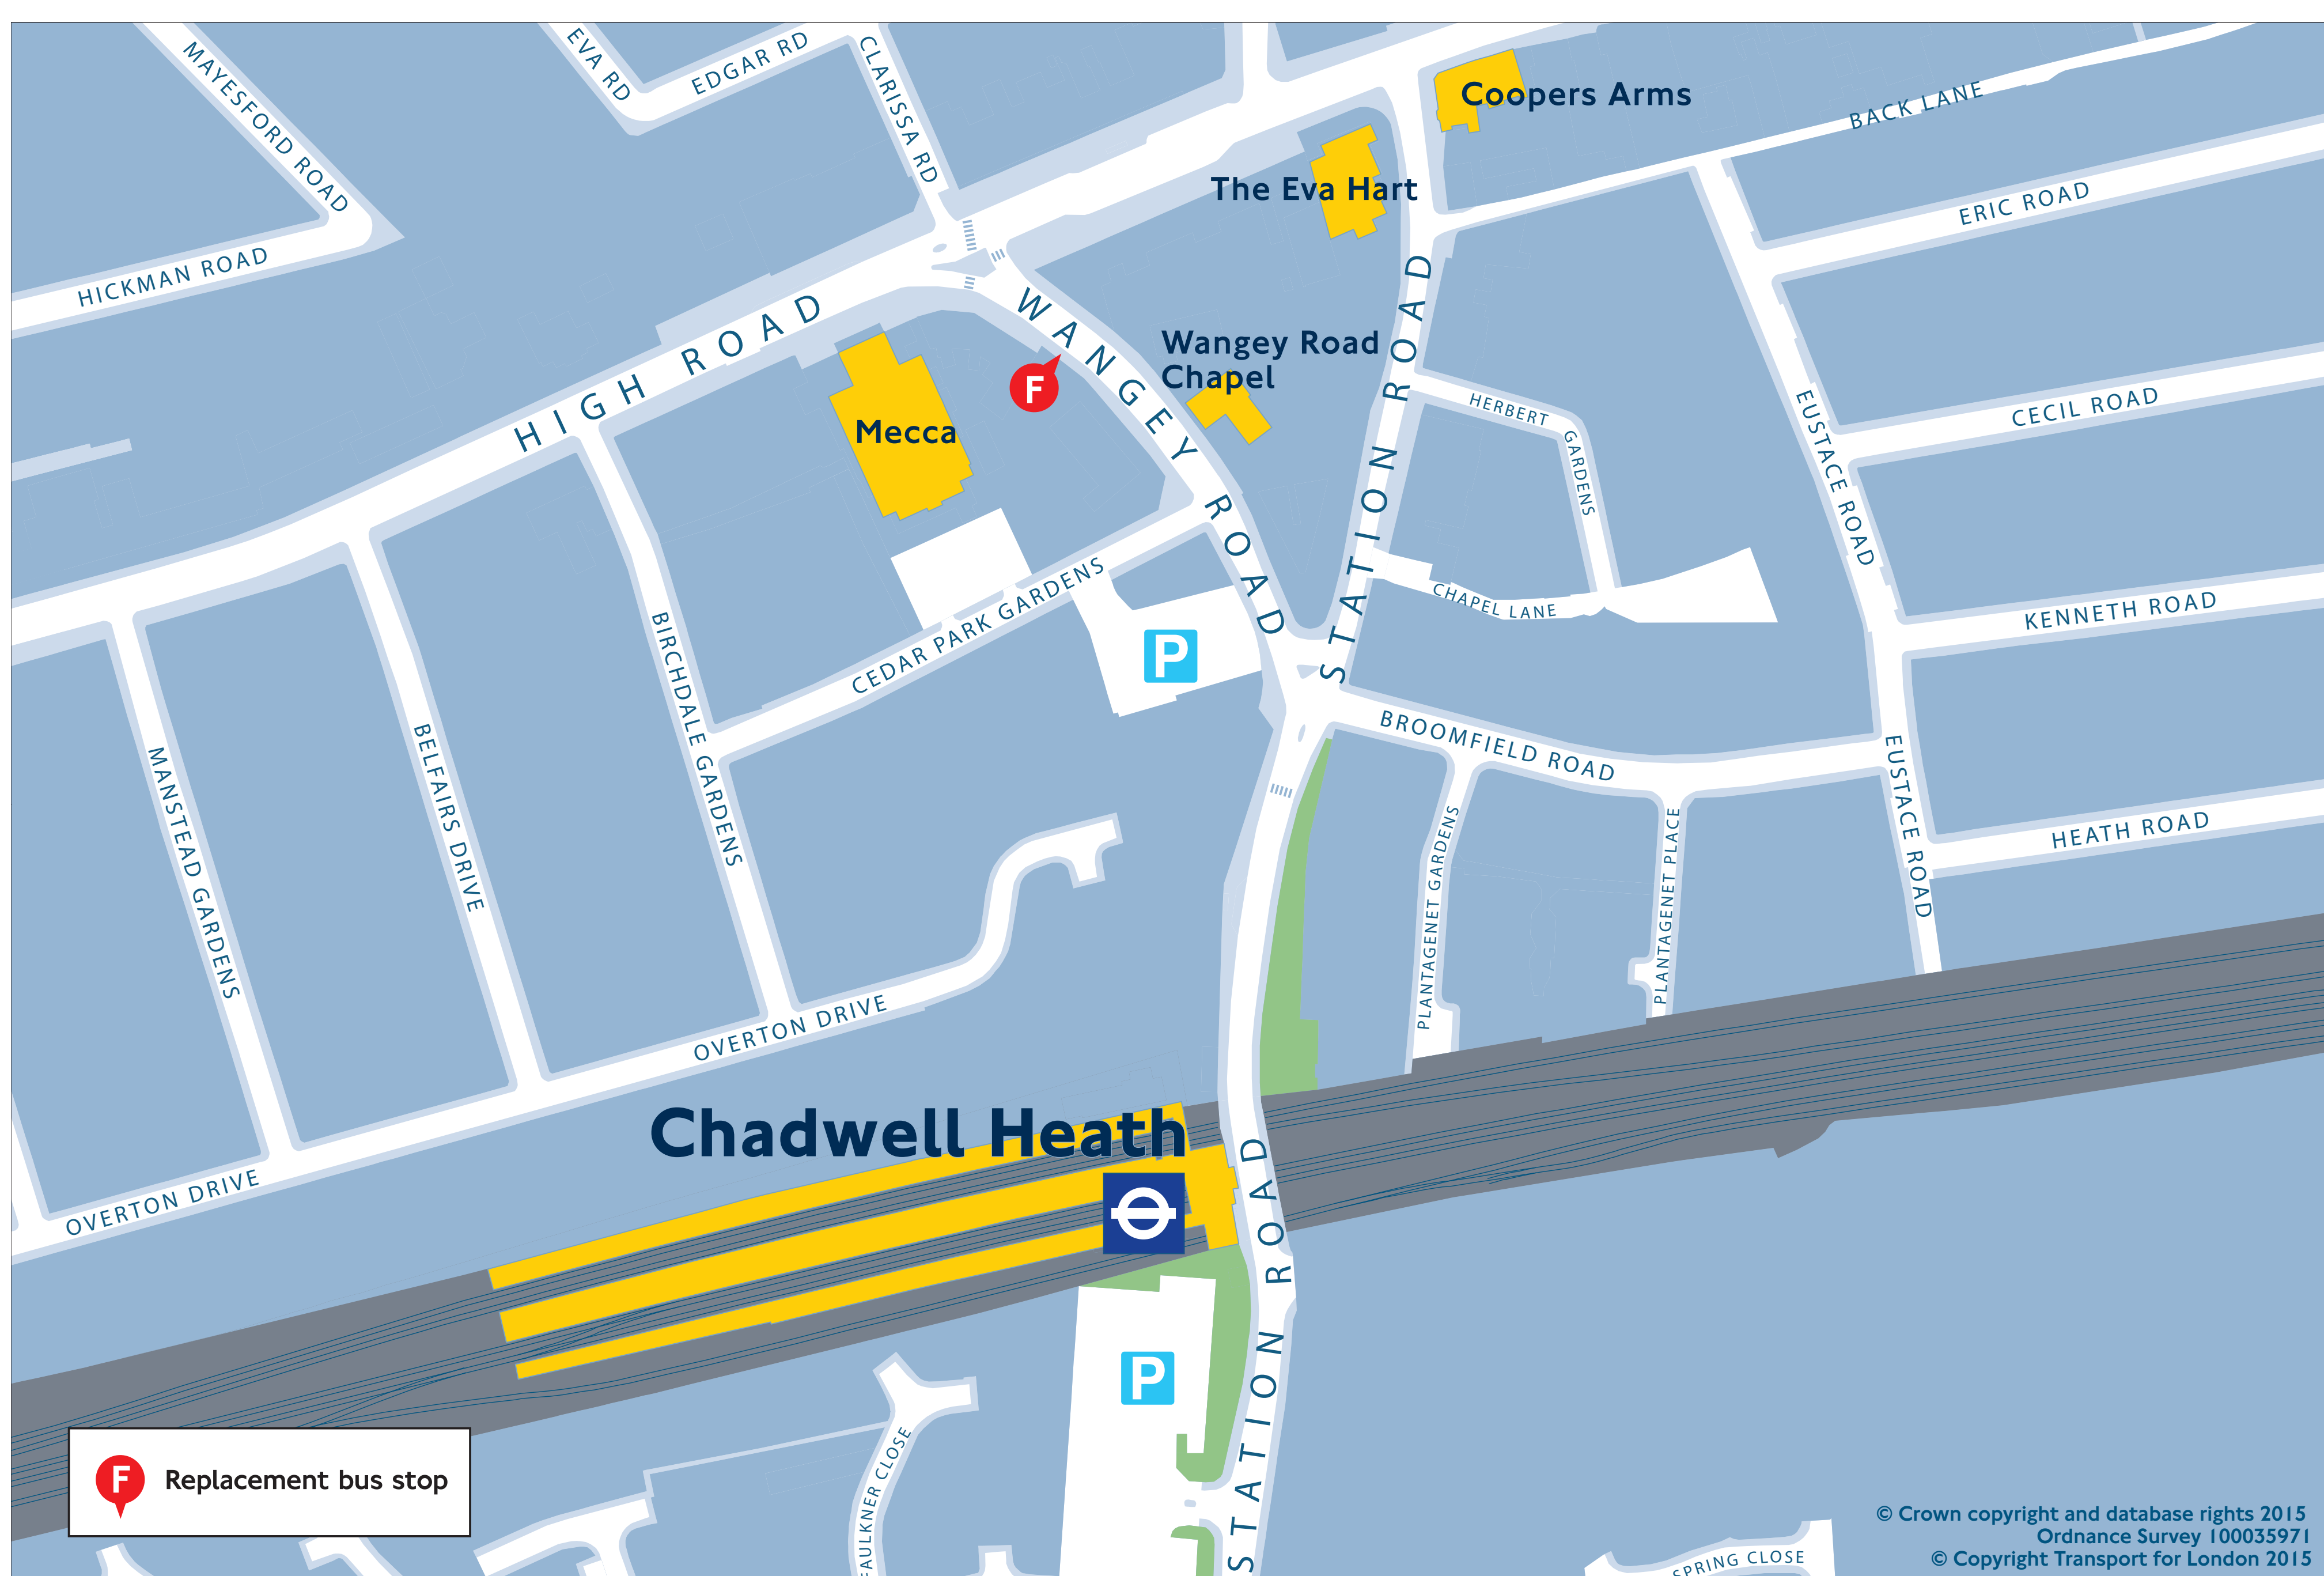 MAYESFORD ROAD
EVA RD
EDGAR RD
CLARISSA RD
Coopers Arms
BACK LANE
The Eva Hart
ERIC ROAD
HICKMAN ROAD
HIGH ROAD
WANGEY ROAD
F
Wangey Road
Chapel
STATION ROAD
Mecca
HERBERT GARDENS
EUSTACE ROAD
CECIL ROAD
CHAPEL LANE
KENNETH ROAD
CEDAR PARK GARDENS
P
BIRCHDALE GARDENS
BROOMFIELD ROAD
BELFAIRS DRIVE
MANSTEAD GARDENS
PLANTAGENET GARDENS
PLANTAGENET PLACE
EUSTACE ROAD
HEATH ROAD
OVERTON DRIVE
Chadwell Heath
OVERTON DRIVE
STATION ROAD
P
FAULKNER CLOSE
F Replacement bus stop
SPRING CLOSE
© Crown copyright and database rights 2015
Ordnance Survey 100035971
© Copyright Transport for London 2015